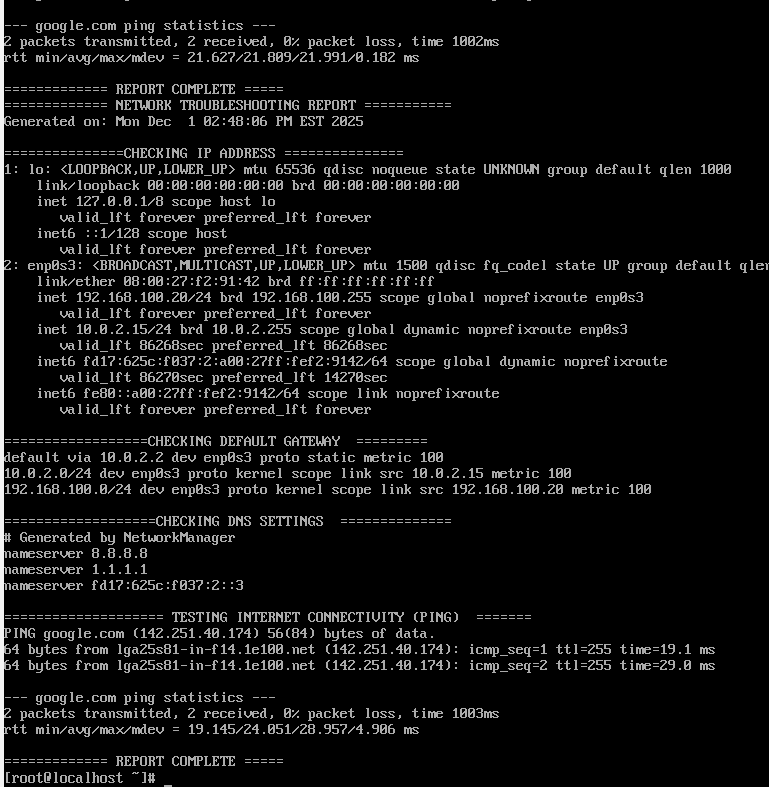 --- google.com ping statistics ---
2 packets transmitted, 2 received, 0% packet loss, time 1002ms
rtt min/avg/max/mdev = 21.627/21.809/21.991/0.182 ms

============= REPORT COMPLETE =====
============= NETWORK TROUBLESHOOTING REPORT ===========
Generated on: Mon Dec  1 02:48:06 PM EST 2025

===============CHECKING IP ADDRESS ===============
1: lo: <LOOPBACK,UP,LOWER_UP> mtu 65536 qdisc noqueue state UNKNOWN group default qlen 1000
    link/loopback 00:00:00:00:00:00 brd 00:00:00:00:00:00
    inet 127.0.0.1/8 scope host lo
       valid_lft forever preferred_lft forever
    inet6 ::1/128 scope host
       valid_lft forever preferred_lft forever
2: enp0s3: <BROADCAST,MULTICAST,UP,LOWER_UP> mtu 1500 qdisc fq_codel state UP group default qlen
    link/ether 08:00:27:f2:91:42 brd ff:ff:ff:ff:ff:ff
    inet 192.168.100.20/24 brd 192.168.100.255 scope global noprefixroute enp0s3
       valid_lft forever preferred_lft forever
    inet 10.0.2.15/24 brd 10.0.2.255 scope global dynamic noprefixroute enp0s3
       valid_lft 86268sec preferred_lft 86268sec
    inet6 fd17:625c:f037:2:a00:27ff:fef2:9142/64 scope global dynamic noprefixroute
       valid_lft 86270sec preferred_lft 14270sec
    inet6 fe80::a00:27ff:fef2:9142/64 scope link noprefixroute
       valid_lft forever preferred_lft forever

==================CHECKING DEFAULT GATEWAY  =========
default via 10.0.2.2 dev enp0s3 proto static metric 100
10.0.2.0/24 dev enp0s3 proto kernel scope link src 10.0.2.15 metric 100
192.168.100.0/24 dev enp0s3 proto kernel scope link src 192.168.100.20 metric 100

===================CHECKING DNS SETTINGS  ==============
# Generated by NetworkManager
nameserver 8.8.8.8
nameserver 1.1.1.1
nameserver fd17:625c:f037:2::3

==================== TESTING INTERNET CONNECTIVITY (PING)  =======
PING google.com (142.251.40.174) 56(84) bytes of data.
64 bytes from lga25s81-in-f14.1e100.net (142.251.40.174): icmp_seq=1 ttl=255 time=19.1 ms
64 bytes from lga25s81-in-f14.1e100.net (142.251.40.174): icmp_seq=2 ttl=255 time=29.0 ms

--- google.com ping statistics ---
2 packets transmitted, 2 received, 0% packet loss, time 1003ms
rtt min/avg/max/mdev = 19.145/24.051/28.957/4.906 ms

============= REPORT COMPLETE =====
[root@localhost ~]# _